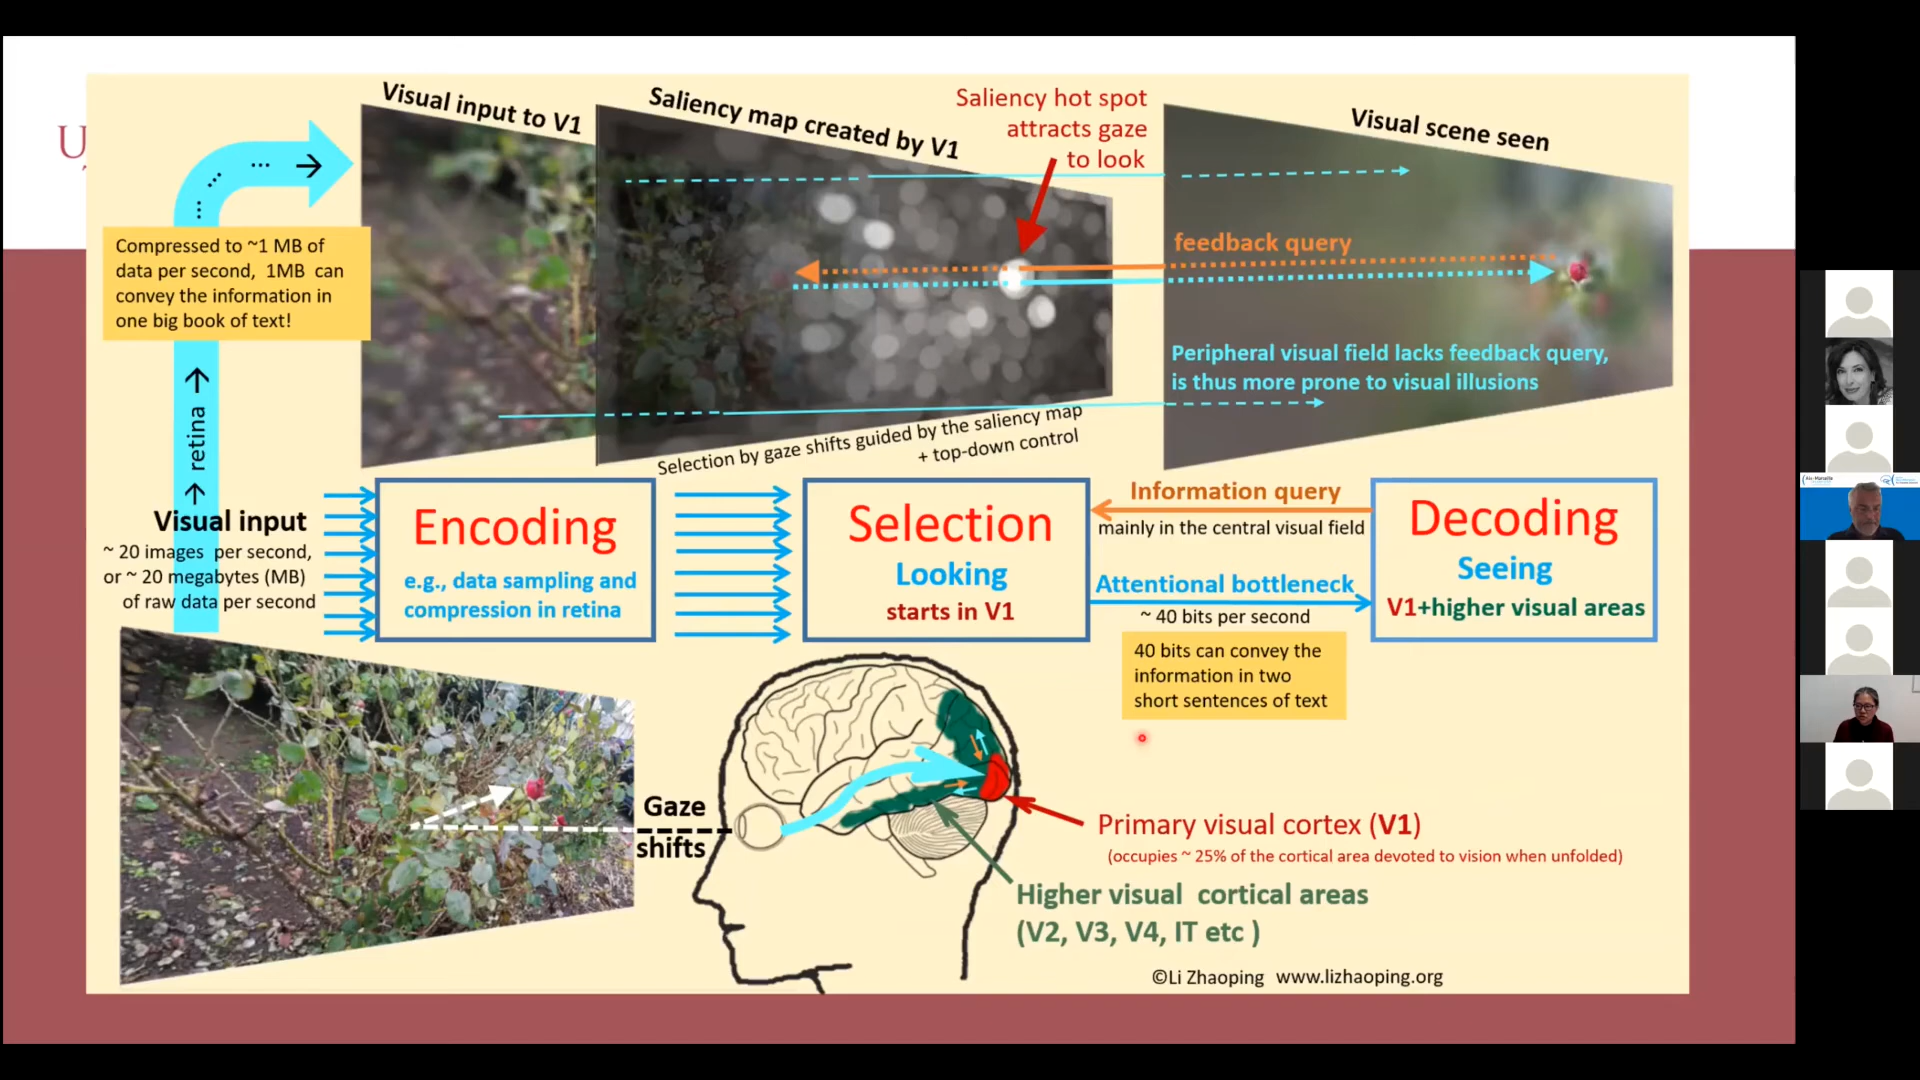 U
Visual input to V1
Saliency map created by V1
Saliency hot spot
attracts gaze
to look
Visual scene seen
... ... ... →
Compressed to ~1 MB of
data per second, 1MB can
convey the information in
one big book of text!
feedback query
Peripheral visual field lacks feedback query,
is thus more prone to visual illusions
Selection by gaze shifts guided by the saliency map
+ top-down control
→ retina →
Visual input
~ 20 images per second,
or ~ 20 megabytes (MB)
of raw data per second
Encoding
e.g., data sampling and
compression in retina
Selection
Looking
starts in V1
Information query
mainly in the central visual field
Attentional bottleneck
~ 40 bits per second
40 bits can convey the
information in two
short sentences of text
Decoding
Seeing
V1+higher visual areas
Gaze
shifts
Primary visual cortex (V1)
(occupies ~ 25% of the cortical area devoted to vision when unfolded)
Higher visual cortical areas
(V2, V3, V4, IT etc )
©Li Zhaoping www.lizhaoping.org